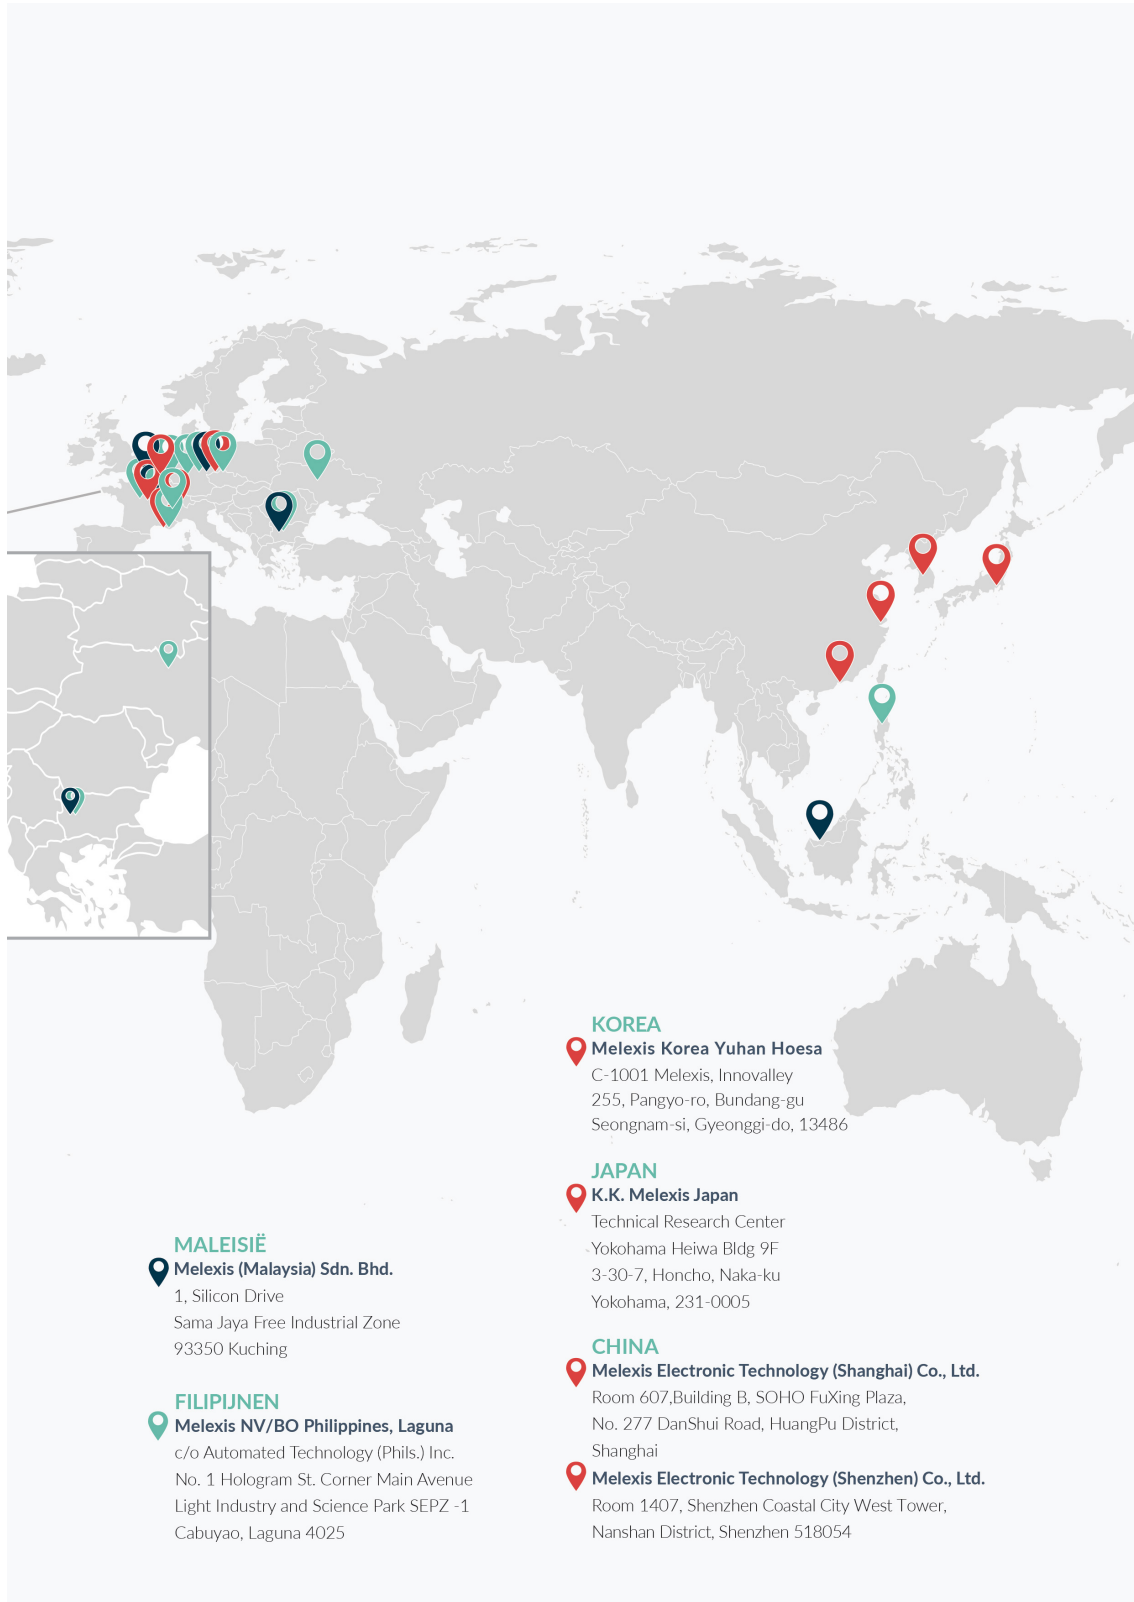 KOREA
Melexis Korea Yuhan Hoesa
C-1001 Melexis, Innovalley
255, Pangyo-ro, Bundang-gu
Seongnam-si, Gyeonggi-do, 13486
JAPAN
K.K. Melexis Japan
Technical Research Center
Yokohama Heiwa Bldg 9F
3-30-7, Honcho, Naka-ku
Yokohama, 231-0005
MALEISIË
Melexis (Malaysia) Sdn. Bhd.
1, Silicon Drive
Sama Jaya Free Industrial Zone
93350 Kuching
FILIPIJNEN
Melexis NV/BO Philippines, Laguna
c/o Automated Technology (Phils.) Inc.
No. 1 Hologram St. Corner Main Avenue
Light Industry and Science Park SEPZ -1
Cabuyao, Laguna 4025
CHINA
Melexis Electronic Technology (Shanghai) Co., Ltd.
Room 607,Building B, SOHO FuXing Plaza,
No. 277 DanShui Road, HuangPu District,
Shanghai
Melexis Electronic Technology (Shenzhen) Co., Ltd.
Room 1407, Shenzhen Coastal City West Tower,
Nanshan District, Shenzhen 518054